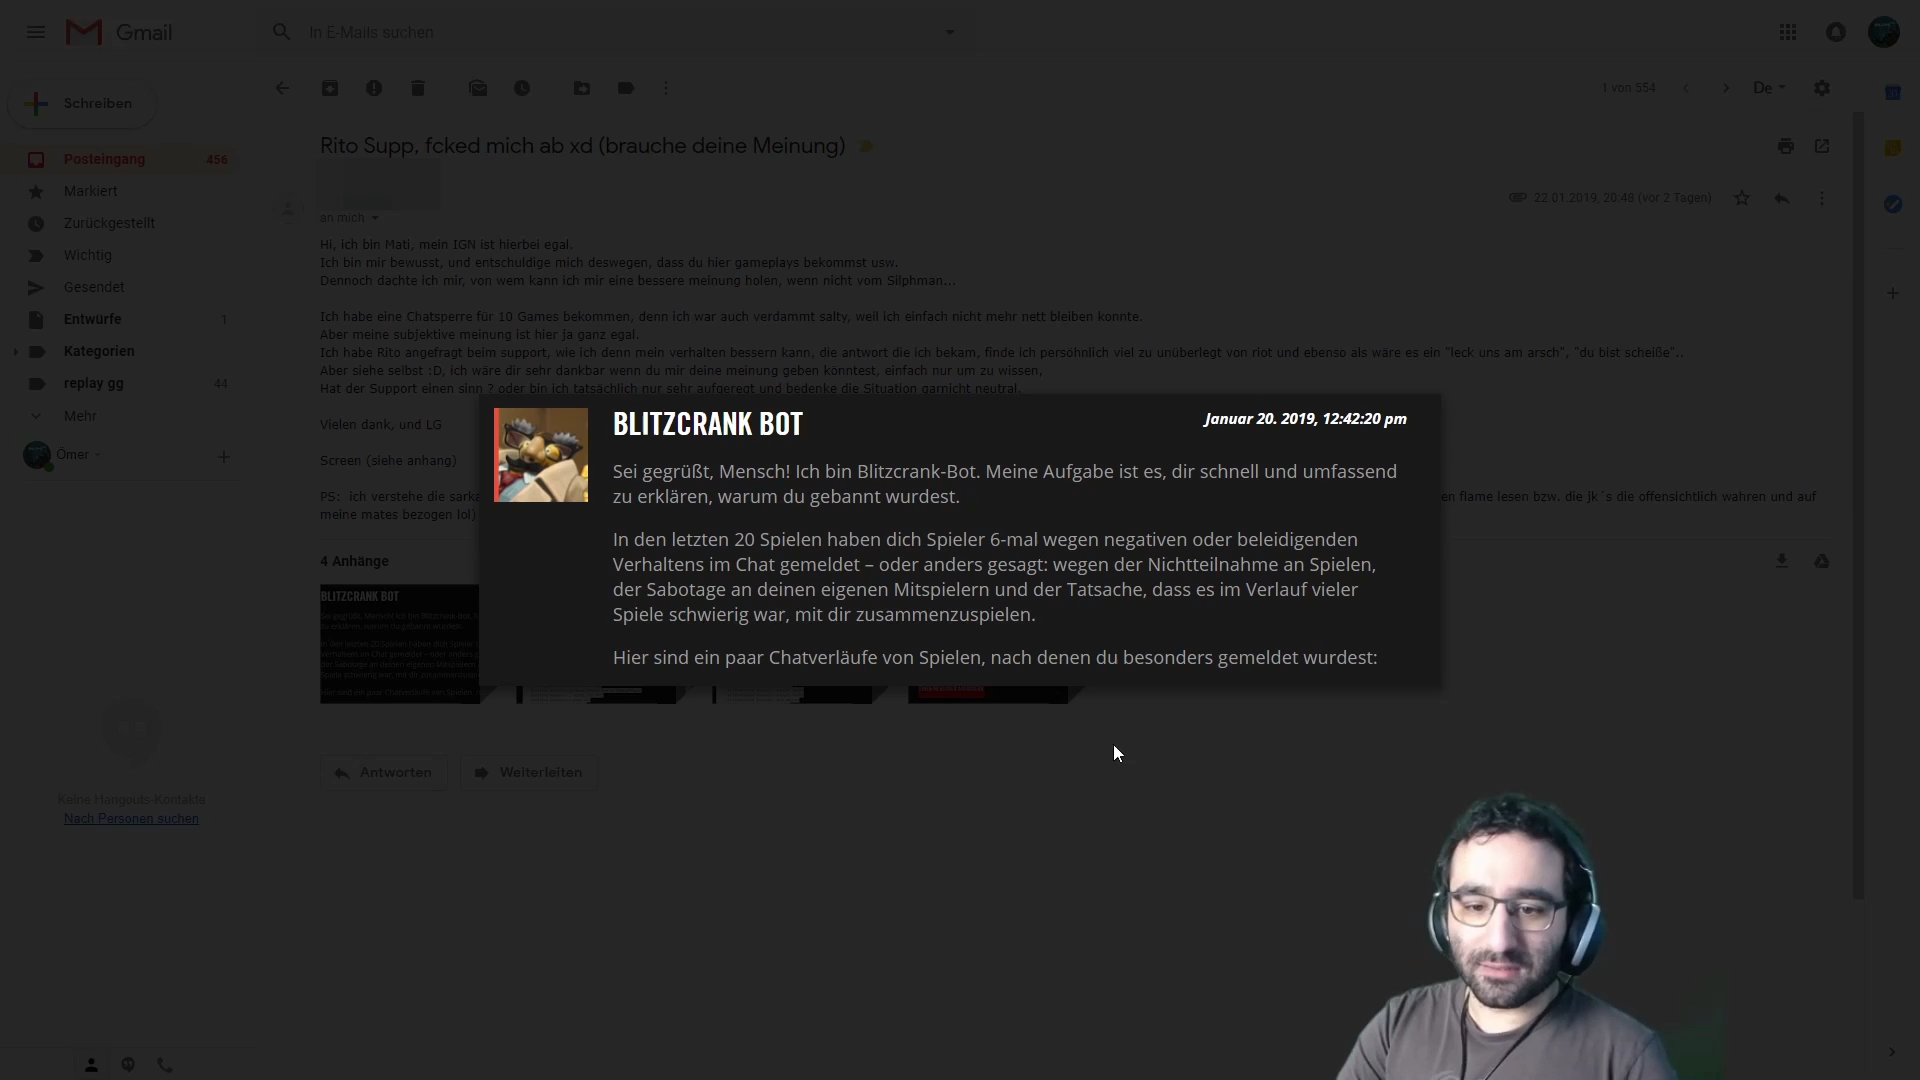 Gmail
In E-Mails suchen
Schreiben
1 von 554
De
Posteingang 456
Markiert
Zurückgestellt
Wichtig
Gesendet
Entwürfe 1
Kategorien
replay gg 44
Mehr
Ömer
Keine Hangouts-Kontakte
Nach Personen suchen
Rito Supp, fcked mich ab xd (brauche deine Meinung)
22.01.2019, 20:48 (vor 2 Tagen)
an mich
Hi, ich bin Mati, mein IGN ist hierbei egal.
Ich bin mir bewusst, und entschuldige mich deswegen, dass du hier gameplays bekommst usw.
Dennoch dachte ich mir, von wem kann ich mir eine bessere meinung holen, wenn nicht vom Silphman...
Ich habe eine Chatsperre für 10 Games bekommen, denn ich war auch verdammt salty, weil ich einfach nicht mehr nett bleiben konnte.
Aber meine subjektive meinung ist hier ja ganz egal.
Ich habe Rito angefragt beim support, wie ich denn mein verhalten bessern kann, die antwort die ich bekam, finde ich persöhnlich viel zu unüberlegt von riot und ebenso als wäre es ein "leck uns am arsch", "du bist scheiße"..
Aber siehe selbst :D, ich wäre dir sehr dankbar wenn du mir deine meinung geben könntest, einfach nur um zu wissen,
Hat der Support einen sinn ? oder bin ich tatsächlich nur sehr aufgeregt und bedenke die Situation garnicht neutral.
Vielen dank, und LG
Screen (siehe anhang)
PS: ich verstehe die sarka en flame lesen bzw. die jk´s die offensichtlich wahren und auf
meine mates bezogen lol)
4 Anhänge
BLITZCRANK BOT
BLITZCRANK BOT
Januar 20. 2019, 12:42:20 pm
Sei gegrüßt, Mensch! Ich bin Blitzcrank-Bot. Meine Aufgabe ist es, dir schnell und umfassend
zu erklären, warum du gebannt wurdest.
In den letzten 20 Spielen haben dich Spieler 6-mal wegen negativen oder beleidigenden
Verhaltens im Chat gemeldet – oder anders gesagt: wegen der Nichtteilnahme an Spielen,
der Sabotage an deinen eigenen Mitspielern und der Tatsache, dass es im Verlauf vieler
Spiele schwierig war, mit dir zusammenzuspielen.
Hier sind ein paar Chatverläufe von Spielen, nach denen du besonders gemeldet wurdest:
Antworten
Weiterleiten